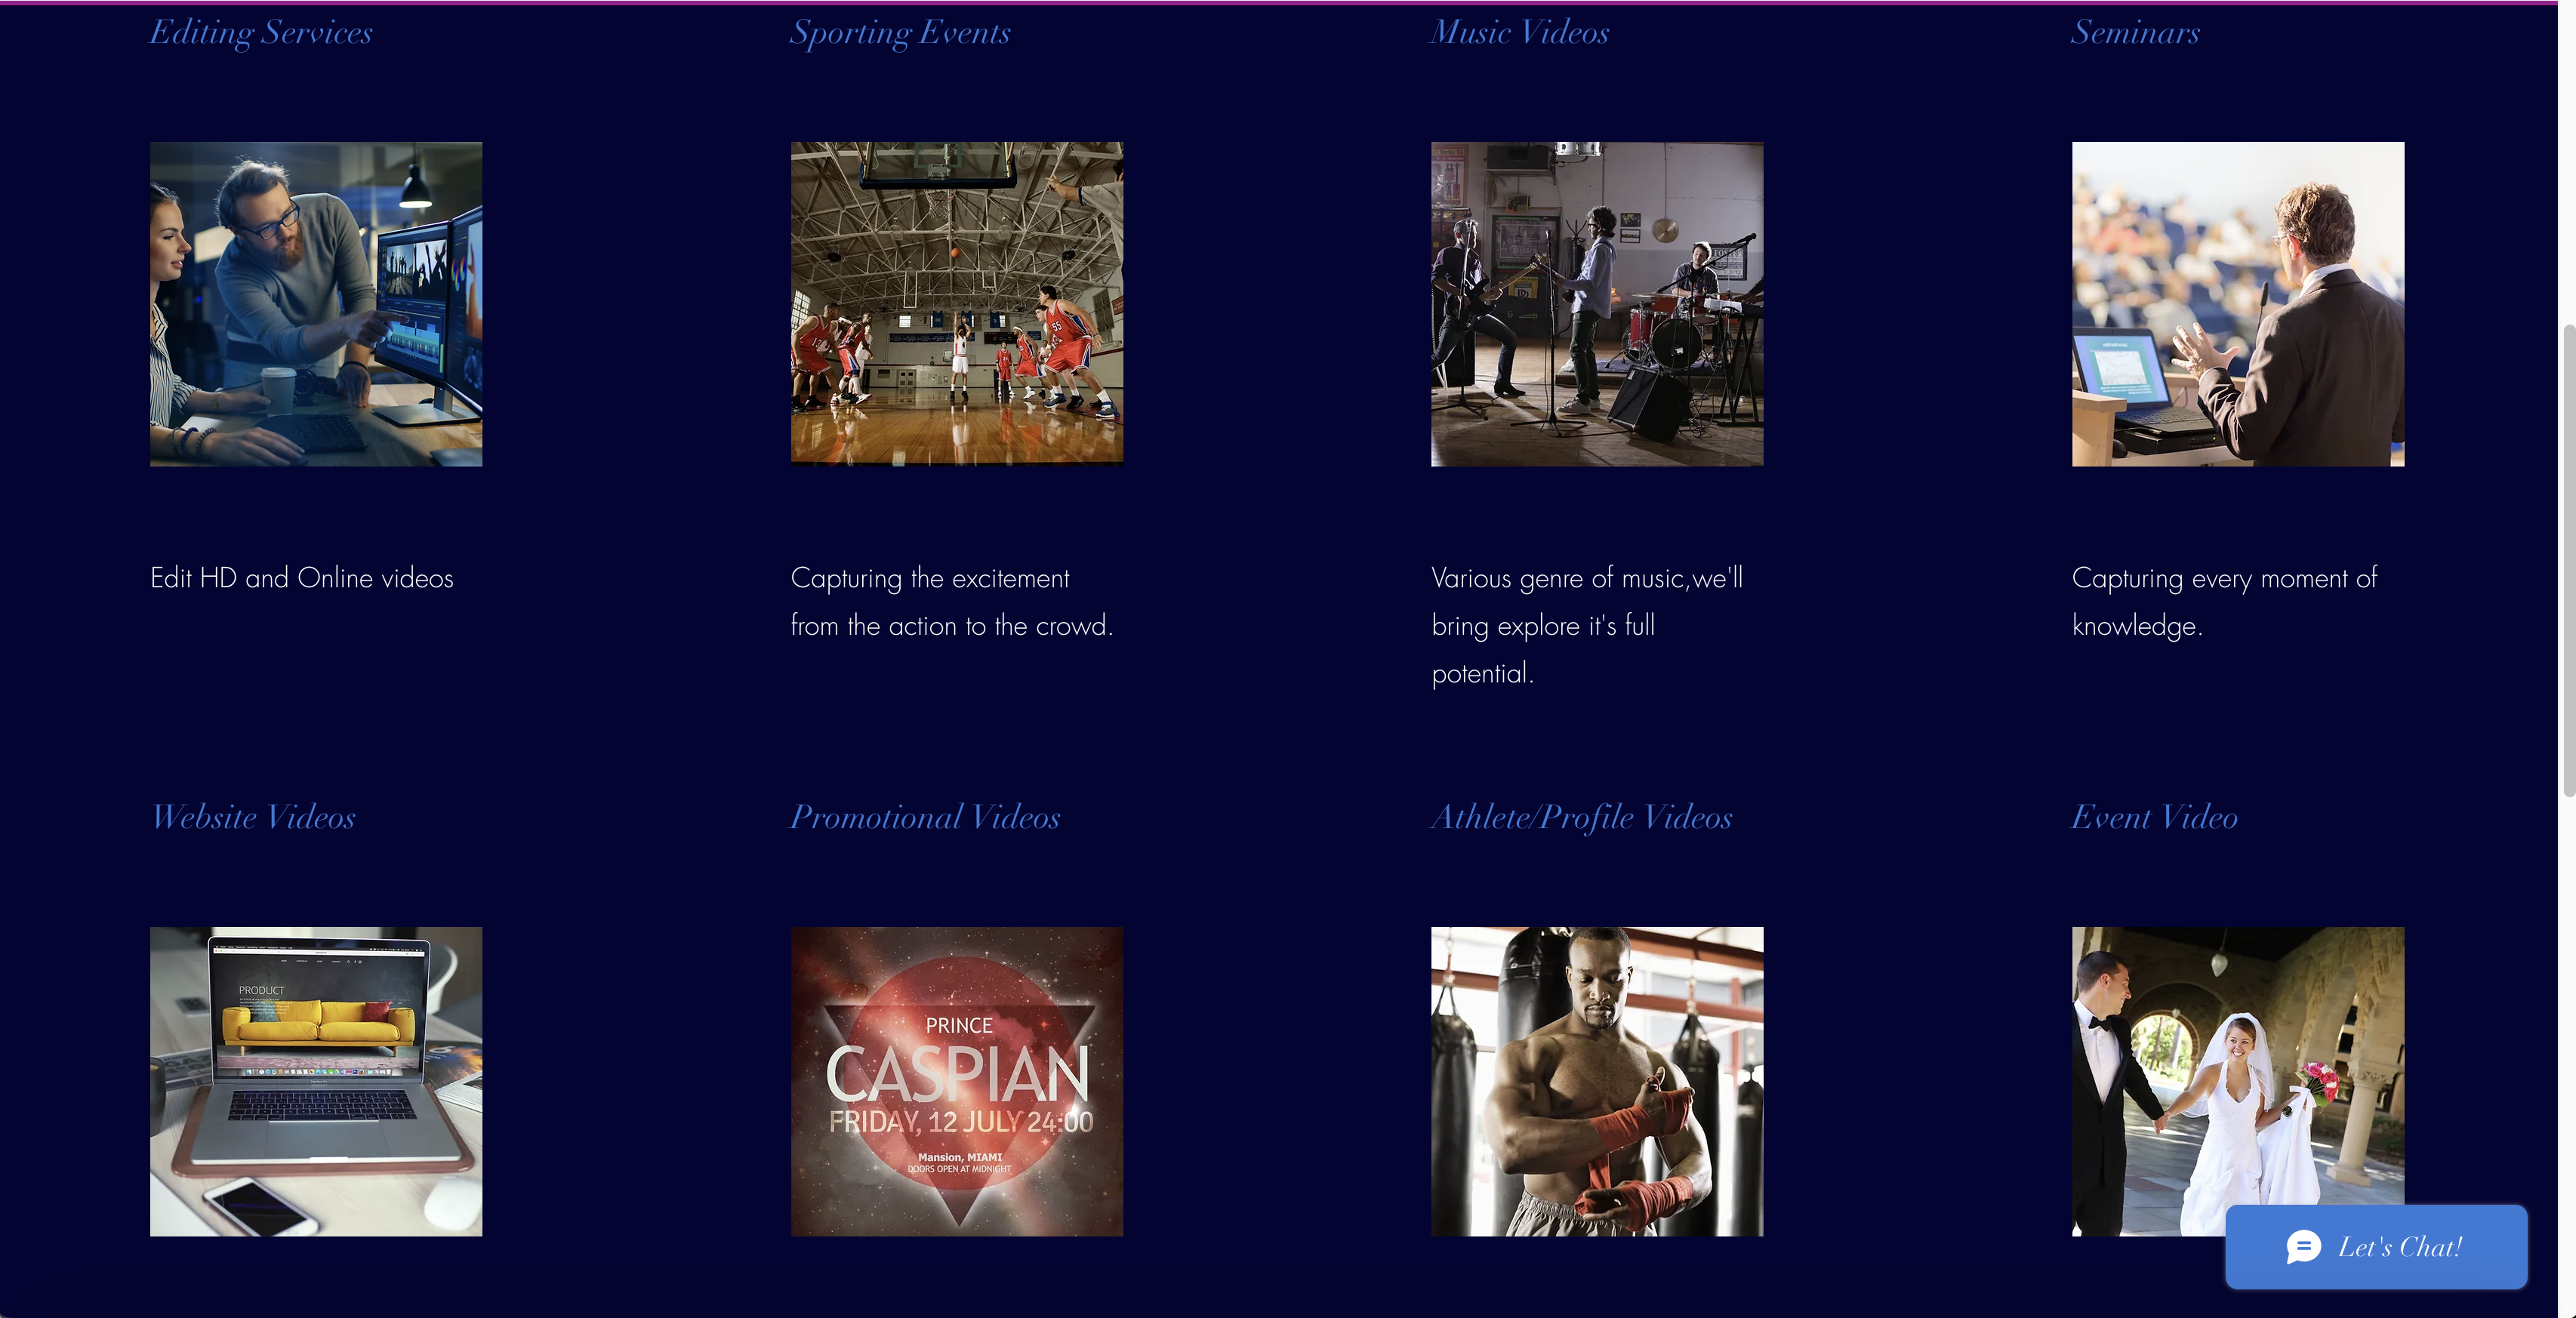 Editing Services
Sporting Events
Music Videos
Seminars
55
13
Edit HD and Online videos
Capturing the excitement
from the action to the crowd.
Various genre of music,we'll
bring explore it's full
potential.
Capturing every moment of
knowledge.
Website Videos
Promotional Videos
Athlete/Profile Videos
Event Video
PRODUCT
PRINCE
CASPIAN
FRIDAY, 12 JULY 24:00
Mansion, MIAMI
DOORS OPEN AT MIDNIGHT
Let's Chat!